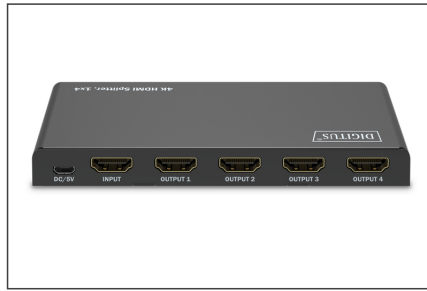 4K HDMI Splitter, 1x4
DIGITUS®
DC/5V INPUT OUTPUT 1 OUTPUT 2 OUTPUT 3 OUTPUT 4